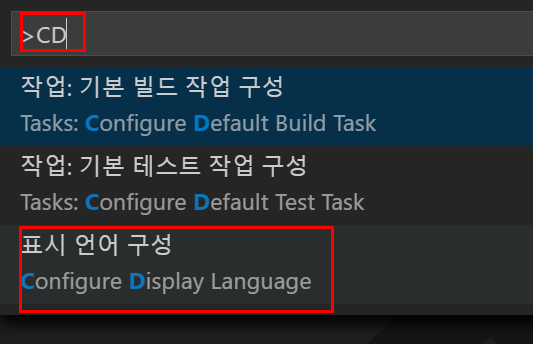 >CD
작업: 기본 빌드 작업 구성
Tasks: Configure Default Build Task
작업: 기본 테스트 작업 구성
Tasks: Configure Default Test Task
표시 언어 구성
Configure Display Language